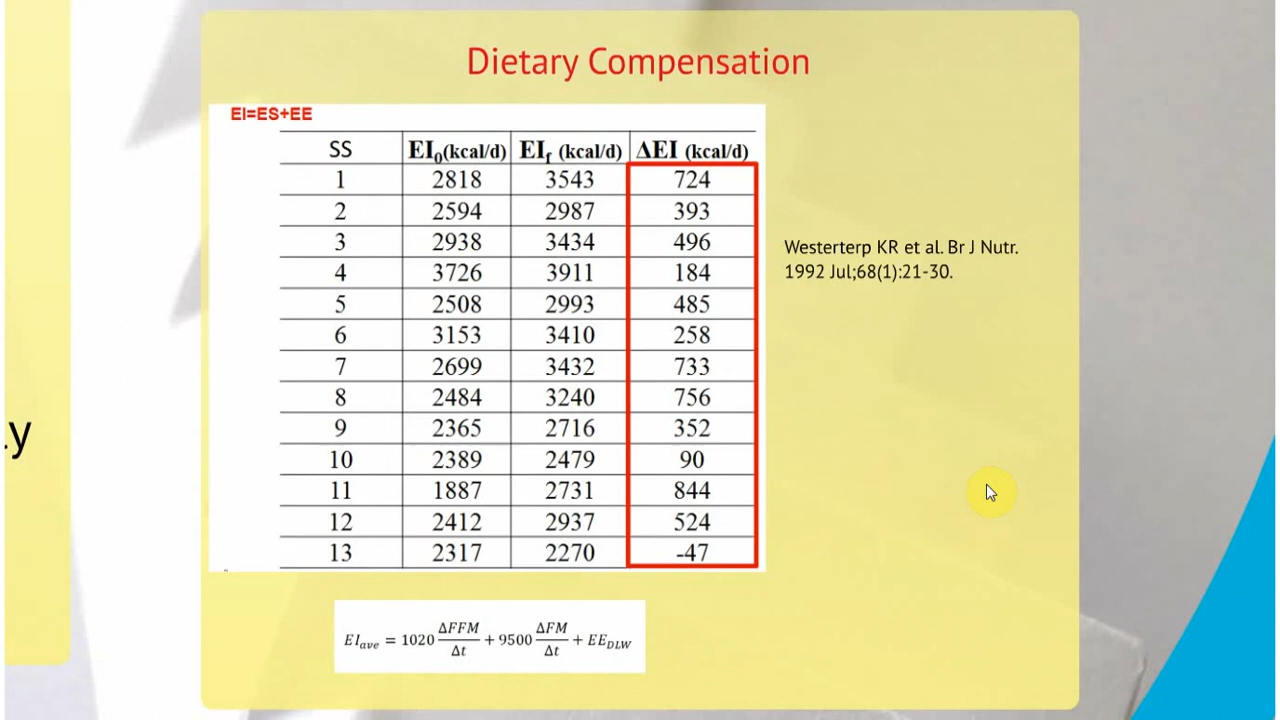 Dietary Compensation
EI=ES+EE
SS EI₀(kcal/d) EIf (kcal/d) ΔEI (kcal/d)
1 2818 3543 724
2 2594 2987 393
3 2938 3434 496
4 3726 3911 184
5 2508 2993 485
6 3153 3410 258
7 2699 3432 733
8 2484 3240 756
9 2365 2716 352
10 2389 2479 90
11 1887 2731 844
12 2412 2937 524
13 2317 2270 -47
Westerterp KR et al. Br J Nutr.
1992 Jul;68(1):21-30.
y
EIave = 1020 ΔFFM/Δt + 9500 ΔFM/Δt + EEDLW